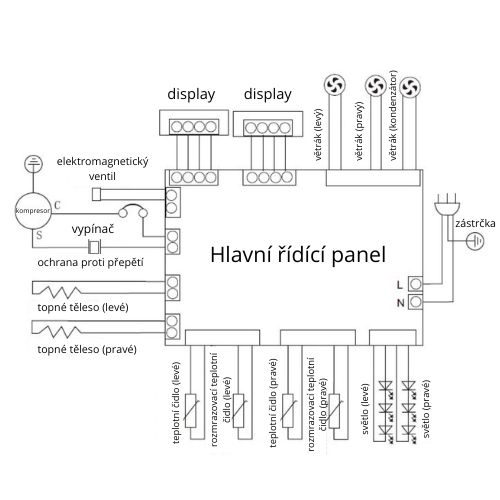 display
display
větrák (levý)
větrák (pravý)
větrák (kondenzátor)
elektromagnetický
ventil
kompresor
C
S
vypínač
ochrana proti přepětí
Hlavní řídící panel
zástrčka
L
N
topné těleso (levé)
topné těleso (pravé)
teplotní čidlo (levé)
rozmrazovací teplotní
čidlo (levé)
teplotní čidlo (pravé)
rozmrazovací teplotní
čidlo (pravé)
světlo (levé)
světlo (pravé)